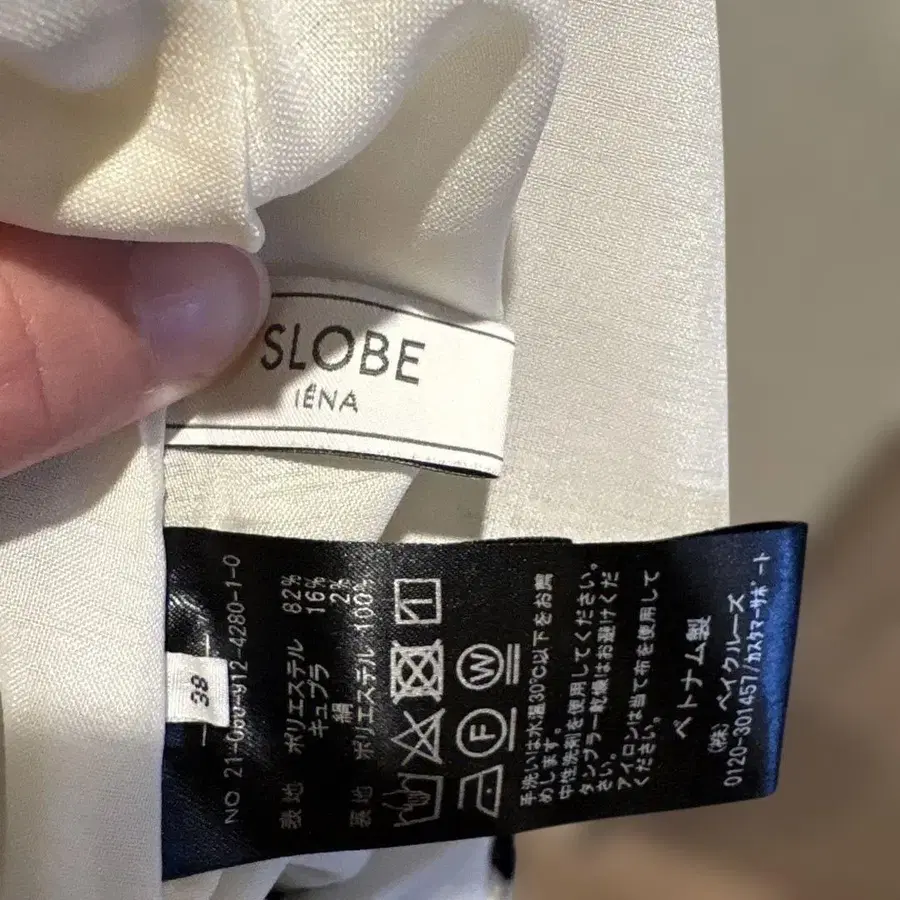 SLOBE
IÉNA
38
NO 21-060-912-4280-1-0
表地 ポリエステル 82%
キュプラ 16%
絹 2%
裏地 ポリエステル 100%
W
F
手洗いは水温30℃以下をお勧
めします。
中性洗剤を使用してください。
タンブラー乾燥はお避けくだ
さい。
アイロンは当て布を使用して
ください。
ベトナム製
(株)ベイクルーズ
0120-301457/ｶｽﾀﾏｰｻﾎﾟｰﾄ